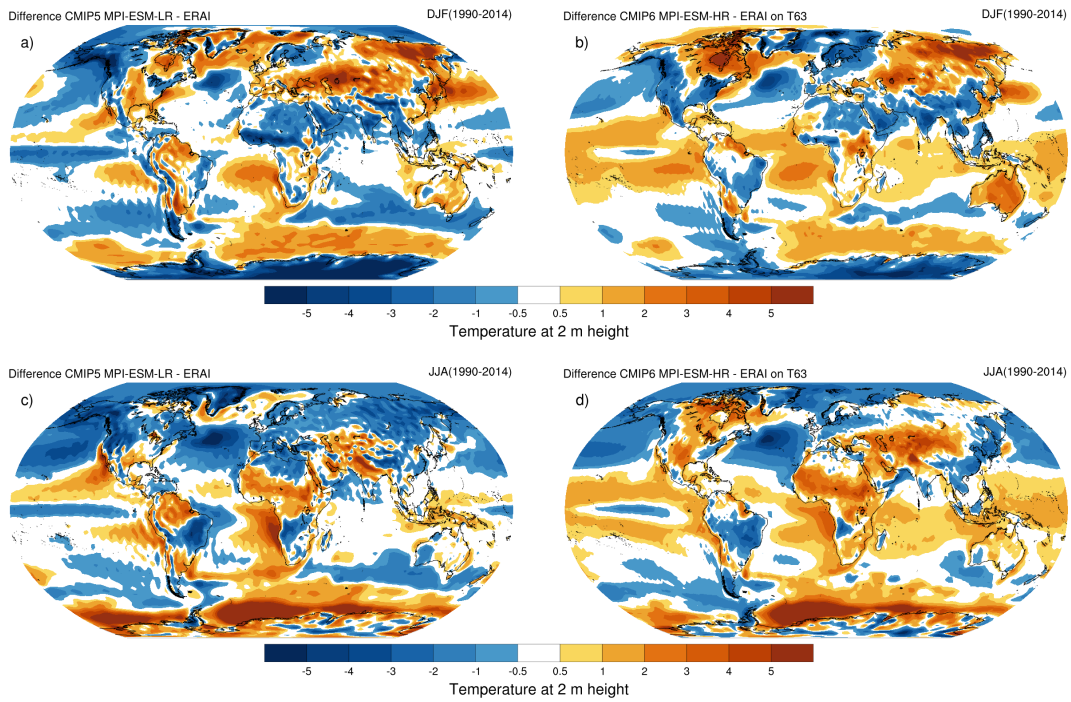 Difference CMIP5 MPI-ESM-LR - ERAI
DJF(1990-2014)
a)
Difference CMIP6 MPI-ESM-HR - ERAI on T63
DJF(1990-2014)
b)
-5 -4 -3 -2 -1 -0.5 0.5 1 2 3 4 5
Temperature at 2 m height
Difference CMIP5 MPI-ESM-LR - ERAI
JJA(1990-2014)
c)
Difference CMIP6 MPI-ESM-HR - ERAI on T63
JJA(1990-2014)
d)
-5 -4 -3 -2 -1 -0.5 0.5 1 2 3 4 5
Temperature at 2 m height